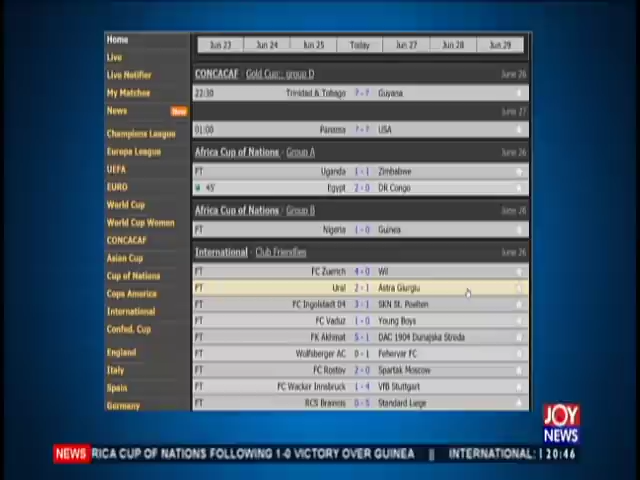 Home
Live
Live Notifier
My Matches
News New
Champions League
Europa League
UEFA
EURO
World Cup
World Cup Women
CONCACAF
Asian Cup
Cup of Nations
Copa America
International
Confed. Cup
England
Italy
Spain
Germany
Jun 23 Jun 24 Jun 25 Today Jun 27 Jun 28 Jun 29
CONCACAF Gold Cup:: group D June 26
22:30 Trinidad & Tobago ? - ? Guyana
June 27
01:00 Panama ? - ? USA
Africa Cup of Nations - Group A June 26
FT Uganda 1 - 1 Zimbabwe
45' Egypt 2 - 0 DR Congo
Africa Cup of Nations - Group B June 26
FT Nigeria 1 - 0 Guinea
International - Club Friendlies June 26
FT FC Zuerich 4 - 0 Wil
FT Ural 2 - 1 Astra Giurgiu
FT FC Ingolstadt 04 3 - 1 SKN St. Poelten
FT FC Vaduz 1 - 0 Young Boys
FT FK Akhmat 5 - 1 DAC 1904 Dunajska Streda
FT Wolfsberger AC 0 - 1 Fehervar FC
FT FC Rostov 2 - 0 Spartak Moscow
FT FC Wacker Innsbruck 1 - 4 VfB Stuttgart
FT RCS Brainois 0 - 5 Standard Liege
JOY
NEWS
NEWS RICA CUP OF NATIONS FOLLOWING 1-0 VICTORY OVER GUINEA || INTERNATIONAL: | 20:46